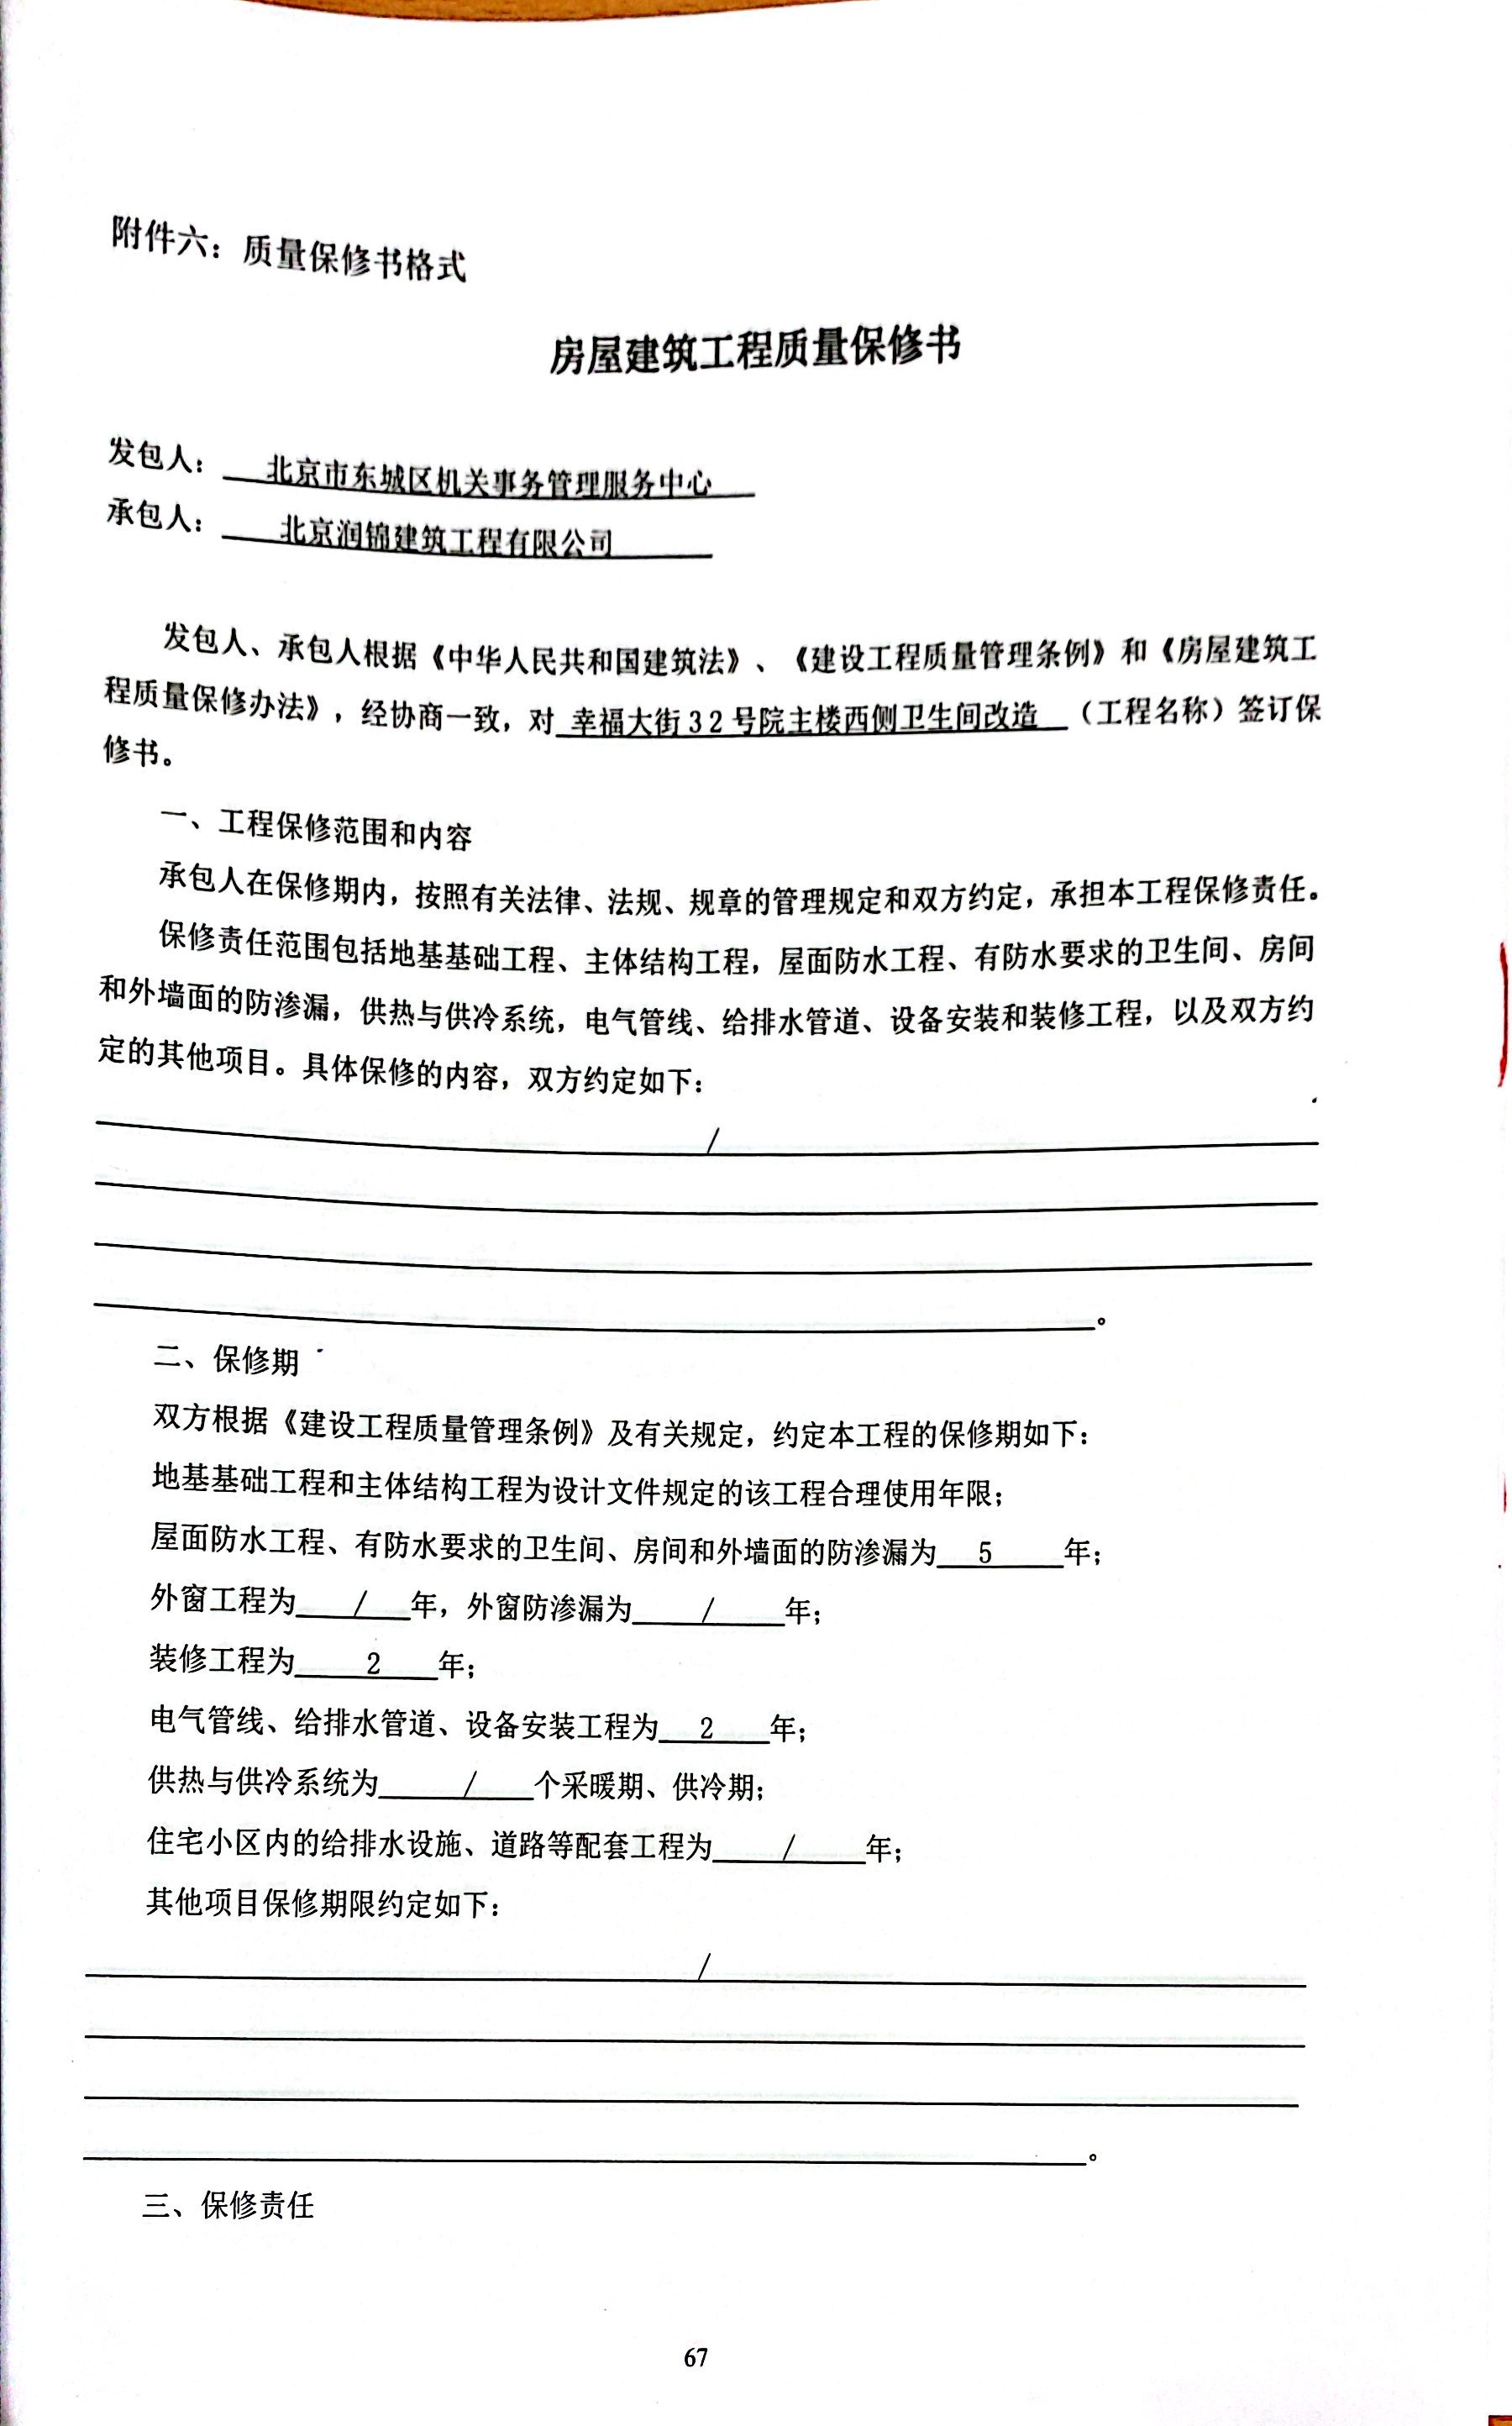 附件六：质量保修书格式
房屋建筑工程质量保修书
发包人：北京市东城区机关事务管理服务中心
承包人：北京润锦建筑工程有限公司
发包人、承包人根据《中华人民共和国建筑法》、《建设工程质量管理条例》和《房屋建筑工
程质量保修办法》，经协商一致，对 幸福大街32号院主楼西侧卫生间改造 （工程名称）签订保
修书。
一、工程保修范围和内容
承包人在保修期内，按照有关法律、法规、规章的管理规定和双方约定，承担本工程保修责任。
保修责任范围包括地基基础工程、主体结构工程，屋面防水工程、有防水要求的卫生间、房间
和外墙面的防渗漏，供热与供冷系统，电气管线、给排水管道、设备安装和装修工程，以及双方约
定的其他项目。具体保修的内容，双方约定如下：
/
。
二、保修期
双方根据《建设工程质量管理条例》及有关规定，约定本工程的保修期如下：
地基基础工程和主体结构工程为设计文件规定的该工程合理使用年限；
屋面防水工程、有防水要求的卫生间、房间和外墙面的防渗漏为 5 年；
外窗工程为 / 年，外窗防渗漏为 / 年；
装修工程为 2 年；
电气管线、给排水管道、设备安装工程为 2 年；
供热与供冷系统为 / 个采暖期、供冷期；
住宅小区内的给排水设施、道路等配套工程为 / 年；
其他项目保修期限约定如下：
/
。
三、保修责任
67